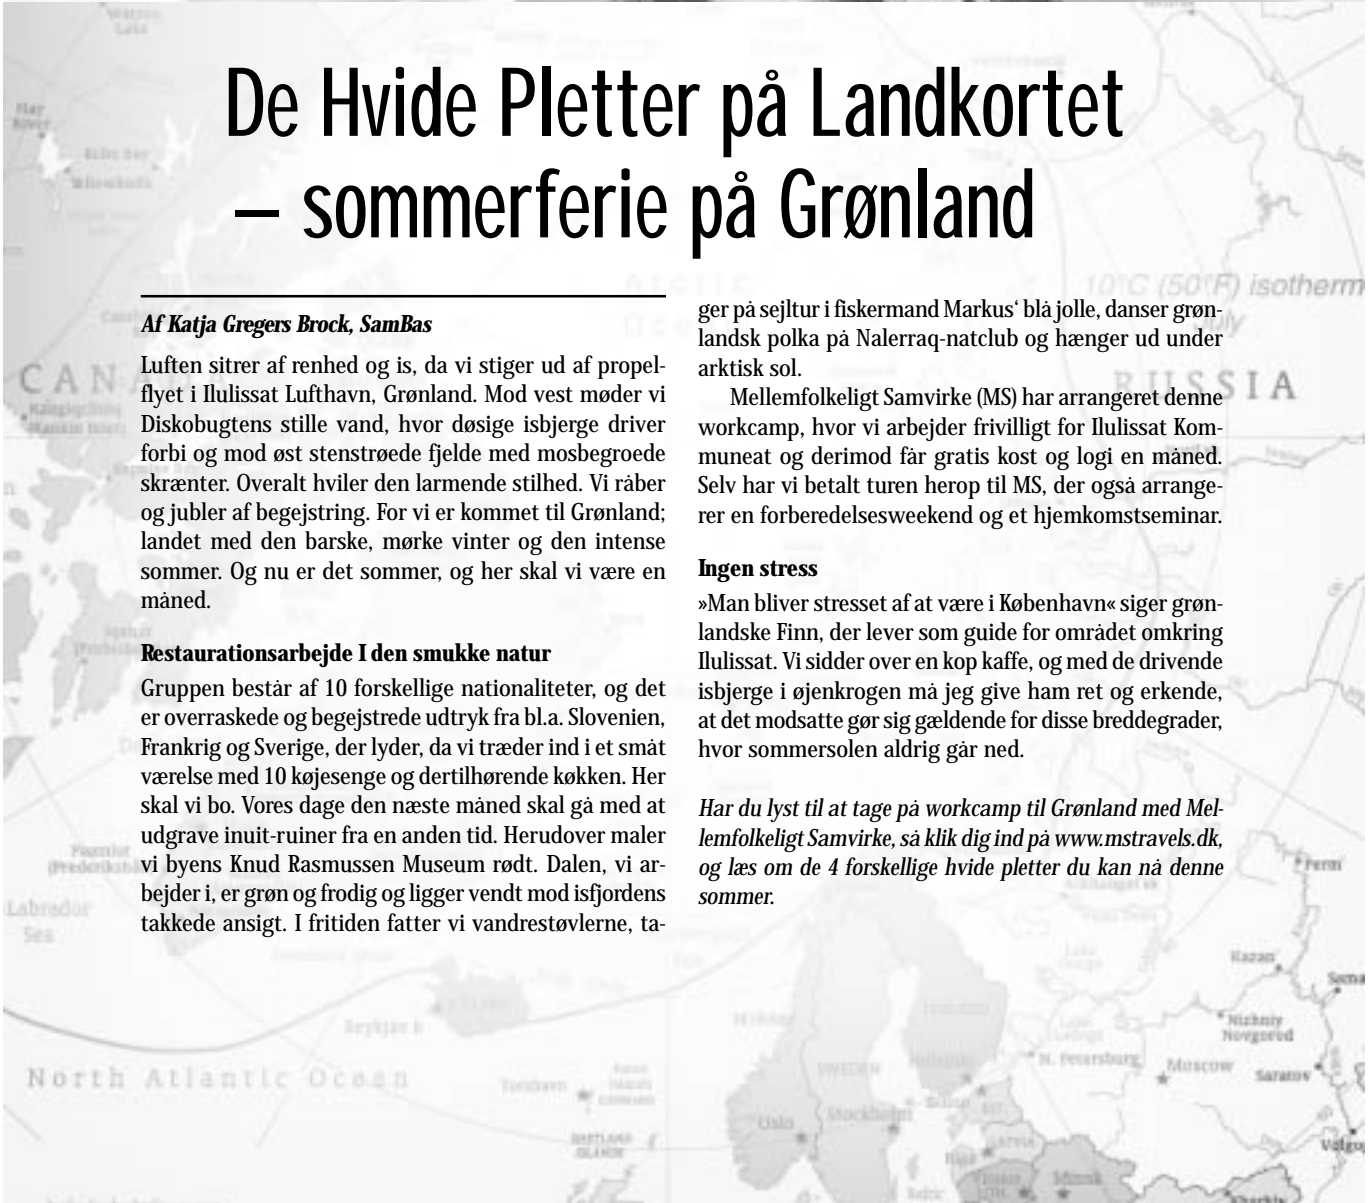 De Hvide Pletter på Landkortet
– sommerferie på Grønland
Af Katja Gregers Brock, SamBas
Luften sitrer af renhed og is, da vi stiger ud af propel-
flyet i Ilulissat Lufthavn, Grønland. Mod vest møder vi
Diskobugtens stille vand, hvor døsige isbjerge driver
forbi og mod øst stenstrøede fjelde med mosbegroede
skrænter. Overalt hviler den larmende stilhed. Vi råber
og jubler af begejstring. For vi er kommet til Grønland;
landet med den barske, mørke vinter og den intense
sommer. Og nu er det sommer, og her skal vi være en
måned.
Restaurationsarbejde I den smukke natur
Gruppen består af 10 forskellige nationaliteter, og det
er overraskede og begejstrede udtryk fra bl.a. Slovenien,
Frankrig og Sverige, der lyder, da vi træder ind i et småt
værelse med 10 køjesenge og dertilhørende køkken. Her
skal vi bo. Vores dage den næste måned skal gå med at
udgrave inuit-ruiner fra en anden tid. Herudover maler
vi byens Knud Rasmussen Museum rødt. Dalen, vi ar-
bejder i, er grøn og frodig og ligger vendt mod isfjordens
takkede ansigt. I fritiden fatter vi vandrestøvlerne, ta-
ger på sejltur i fiskermand Markus‘ blå jolle, danser grøn-
landsk polka på Nalerraq-natclub og hænger ud under
arktisk sol.
Mellemfolkeligt Samvirke (MS) har arrangeret denne
workcamp, hvor vi arbejder frivilligt for Ilulissat Kom-
muneat og derimod får gratis kost og logi en måned.
Selv har vi betalt turen herop til MS, der også arrange-
rer en forberedelsesweekend og et hjemkomstseminar.
Ingen stress
»Man bliver stresset af at være i København« siger grøn-
landske Finn, der lever som guide for området omkring
Ilulissat. Vi sidder over en kop kaffe, og med de drivende
isbjerge i øjenkrogen må jeg give ham ret og erkende,
at det modsatte gør sig gældende for disse breddegrader,
hvor sommersolen aldrig går ned.
Har du lyst til at tage på workcamp til Grønland med Mel-
lemfolkeligt Samvirke, så klik dig ind på www.mstravels.dk,
og læs om de 4 forskellige hvide pletter du kan nå denne
sommer.
10°C (50°F) isotherm
July
CANADA
RUSSIA
Arctic
Ocean
Labrador
Sea
North Atlantic Ocean
Reykjavík
Tórshavn
SWEDEN
Oslo
Stockholm
Perm
Kazan
Nizhniy
Novgorod
Moscow
Saratov
St. Petersburg